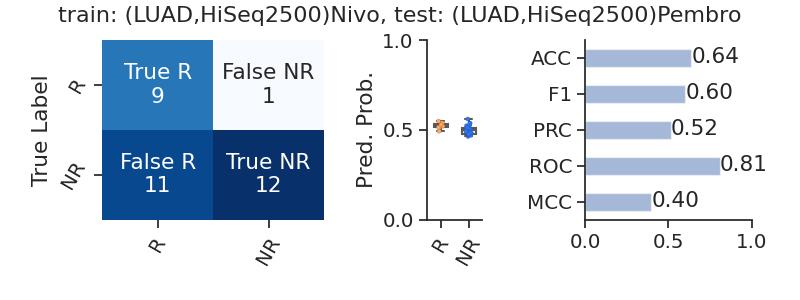 train: (LUAD,HiSeq2500)Nivo, test: (LUAD,HiSeq2500)Pembro
True Label
R
NR
True R
9
False NR
1
False R
11
True NR
12
R
NR
Pred. Prob.
1.0
0.5
0.0
R
NR
ACC
0.64
F1
0.60
PRC
0.52
ROC
0.81
MCC
0.40
0.0
0.5
1.0